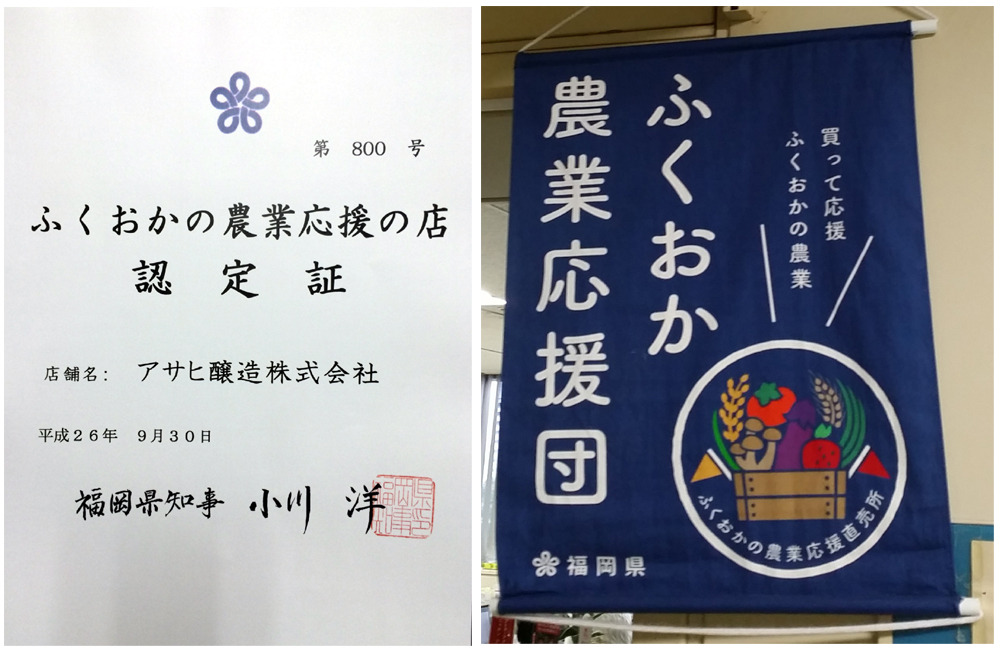 第 800 号
ふくおかの農業応援の店
認定証
店舗名: アサヒ醸造株式会社
平成26年 9月30日
福岡県知事 小川 洋
買って応援
ふくおかの農業
ふくおか
農業応援団
ふくおかの農業応援直売所
福岡県